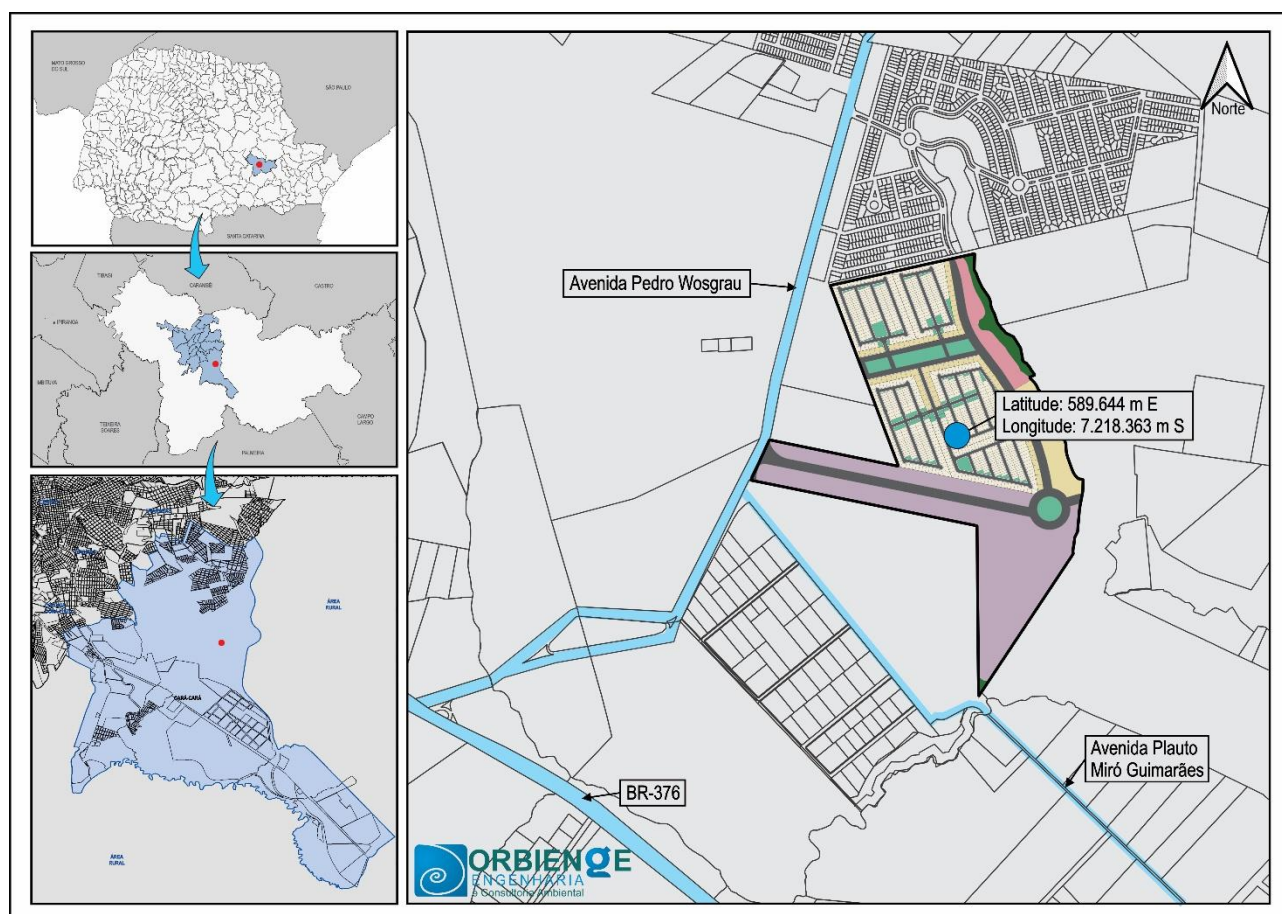 MATO GROSSO
DO SUL
SÃO PAULO
SANTA CATARINA
TIBAGI
CARAMBEÍ
CASTRO
IPIRANGA
TEIXEIRA
SOARES
CAMPO
LARGO
PALMEIRA
ÁREA
RURAL
CARÁ-CARÁ
ÁREA
RURAL
Norte
Avenida Pedro Wosgrau
Latitude: 589.644 m E
Longitude: 7.218.363 m S
Avenida Plauto
Miró Guimarães
BR-376
ORBIENGE
ENGENHARIA
e Consultoria Ambiental